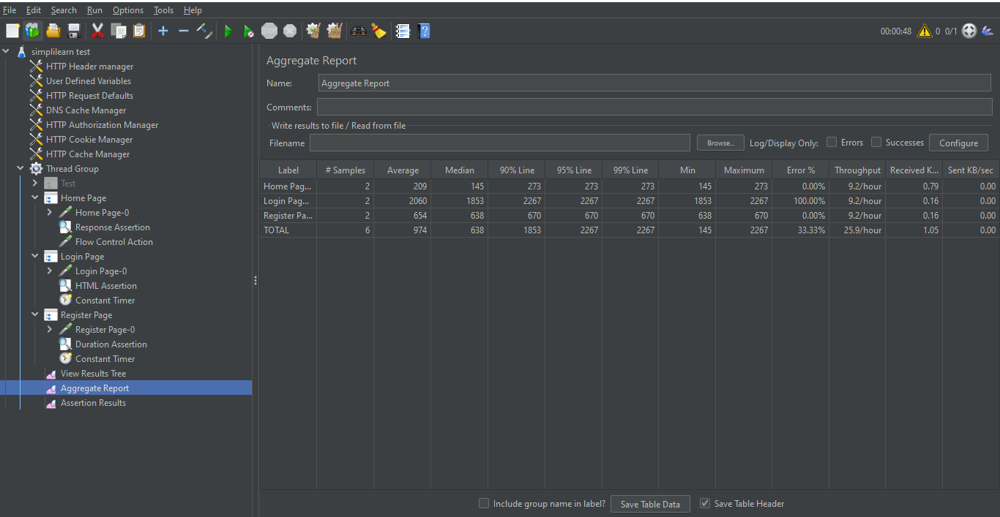 File Edit Search Run Options Tools Help
00:00:48 0 0/1
simplilearn test
HTTP Header manager
User Defined Variables
HTTP Request Defaults
DNS Cache Manager
HTTP Authorization Manager
HTTP Cookie Manager
HTTP Cache Manager
Thread Group
Test
Home Page
Home Page-0
Response Assertion
Flow Control Action
Login Page
Login Page-0
HTML Assertion
Constant Timer
Register Page
Register Page-0
Duration Assertion
Constant Timer
View Results Tree
Aggregate Report
Assertion Results
Aggregate Report
Name: Aggregate Report
Comments:
Write results to file / Read from file
Filename Browse... Log/Display Only: Errors Successes Configure
Label # Samples Average Median 90% Line 95% Line 99% Line Min Maximum Error % Throughput Received K... Sent KB/sec
Home Pag... 2 209 145 273 273 273 145 273 0.00% 9.2/hour 0.79 0.00
Login Pag... 2 2060 1853 2267 2267 2267 1853 2267 100.00% 9.2/hour 0.16 0.00
Register Pa... 2 654 638 670 670 670 638 670 0.00% 9.2/hour 0.16 0.00
TOTAL 6 974 638 1853 2267 2267 145 2267 33.33% 25.9/hour 1.05 0.00
Include group name in label? Save Table Data Save Table Header